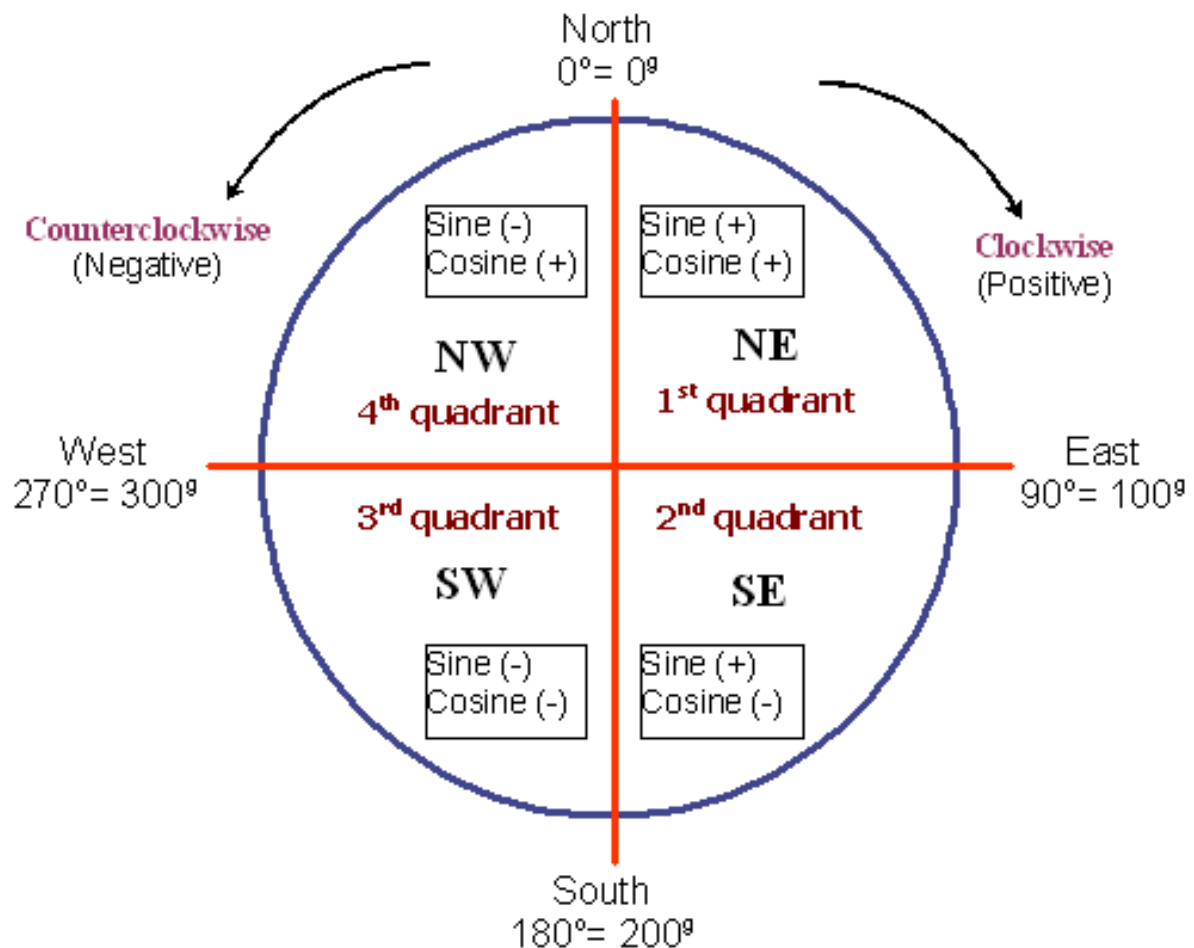 North
0º= 0ᵍ
Counterclockwise
(Negative)
Clockwise
(Positive)
Sine (-)
Cosine (+)
Sine (+)
Cosine (+)
NW
4ᵗʰ quadrant
NE
1ˢᵗ quadrant
West
270º= 300ᵍ
East
90º= 100ᵍ
3ʳᵈ quadrant
SW
2ⁿᵈ quadrant
SE
Sine (-)
Cosine (-)
Sine (+)
Cosine (-)
South
180º= 200ᵍ